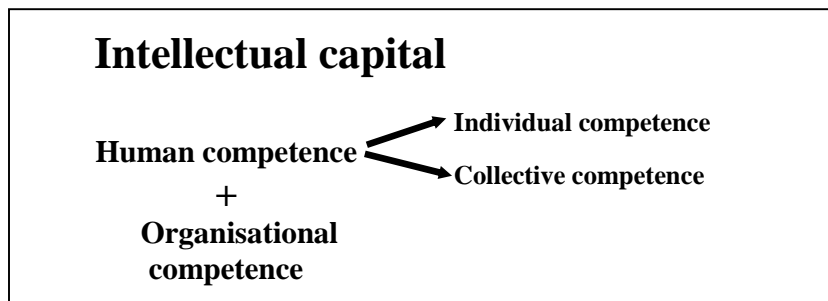 Intellectual capital
Individual competence
Human competence
Collective competence
+
Organisational
competence